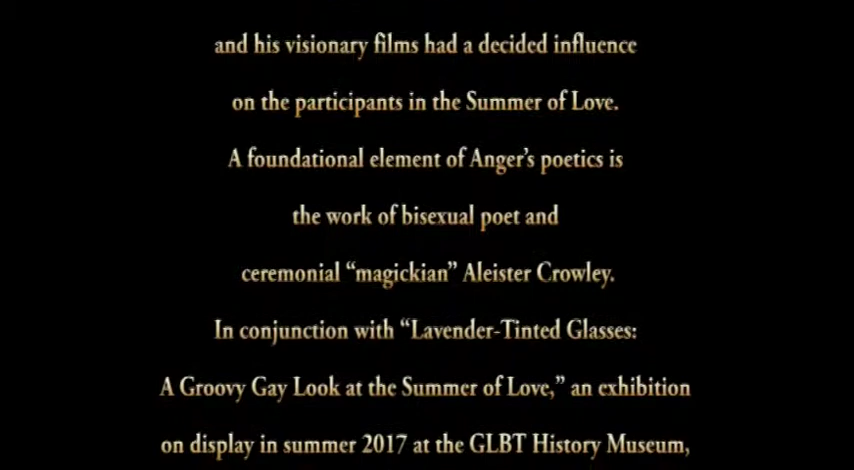 and his visionary films had a decided influence
on the participants in the Summer of Love.
A foundational element of Anger’s poetics is
the work of bisexual poet and
ceremonial “magickian” Aleister Crowley.
In conjunction with “Lavender-Tinted Glasses:
A Groovy Gay Look at the Summer of Love,” an exhibition
on display in summer 2017 at the GLBT History Museum,